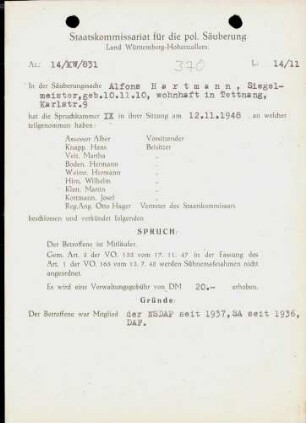 Staatskommissariat für die pol. Säuberung
Land Württemberg-Hohenzollern
Az.: 14/KW/831 370 L 14/11
In der Säuberungssache Alfons Hartmann, Siegel-
meister, geb. 10.11.10, wohnhaft in Tettnang,
Karlstr.9
hat die Spruchkammer IX in ihrer Sitzung am 12.11.1948 , an welcher
teilgenommen haben:
Assessor Alber Vorsitzender
Knapp, Hans Beisitzer
Veit, Martha "
Boden, Hermann "
Hirn, Wilhelm "
Klan, Martin "
Kottmann, Josef "
Reg.Ang. Otto Hager Vertreter des Staatskommissars
beschlossen und verkündet folgenden
SPRUCH:
Der Betroffene ist Mitläufer.
Gem. Art. 2 der VO. 133 vom 17. 11. 47 in der Fassung des
Art. 1 der VO. 165 vom 13. 7. 48 werden Sühnemaßnahmen nicht
angeordnet.
Es wird eine Verwaltungsgebühr von DM 20.- erhoben.
Gründe:
Der Betroffene war Mitglied der NSDAP seit 1937, SA seit 1936,
DAF.